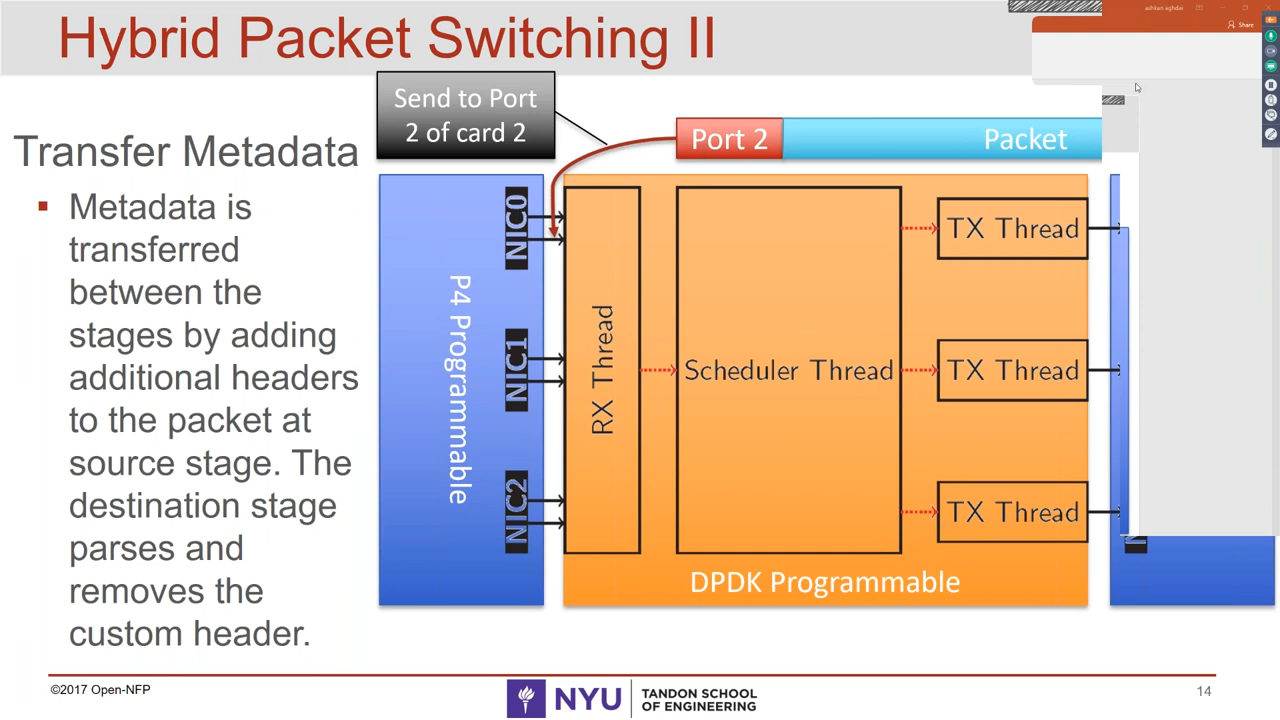 Hybrid Packet Switching II
ashkan aghdai
Share
Send to Port
2 of card 2
Port 2
Packet
Transfer Metadata
▪ Metadata is
transferred
between the
stages by adding
additional headers
to the packet at
source stage. The
destination stage
parses and
removes the
custom header.
P4 Programmable
NIC0
NIC1
NIC2
RX Thread
Scheduler Thread
TX Thread
TX Thread
TX Thread
DPDK Programmable
©2017 Open-NFP
NYU
TANDON SCHOOL
OF ENGINEERING
14